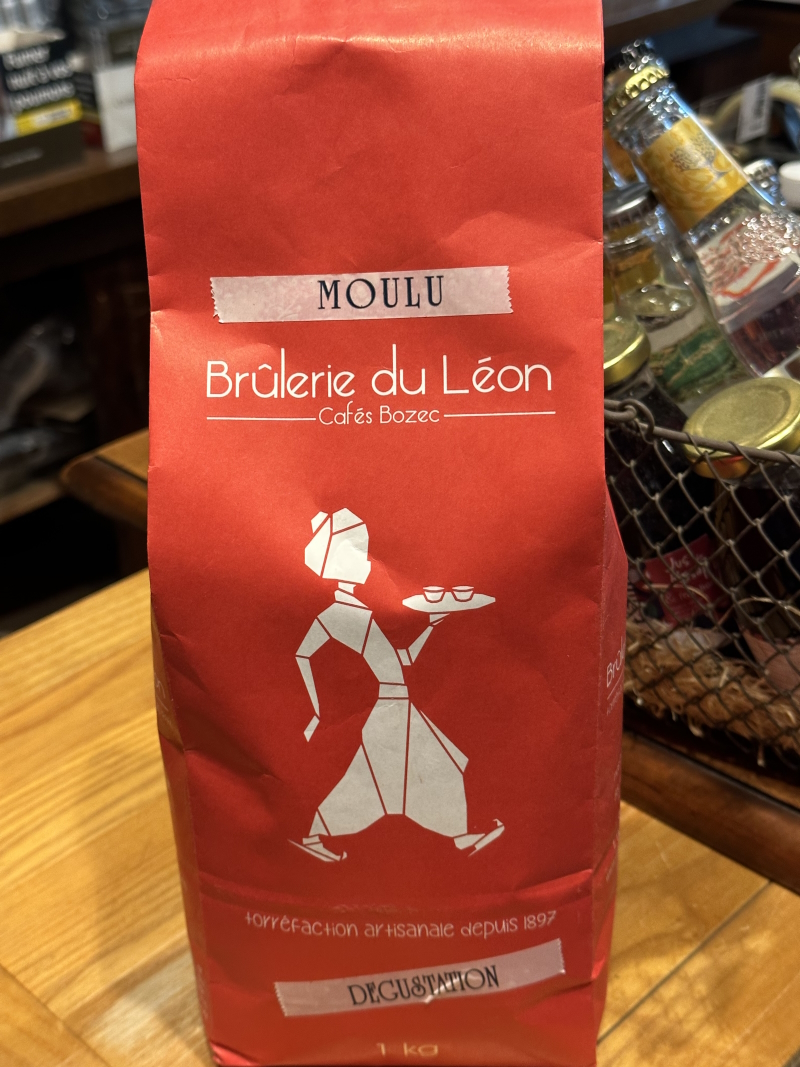 MOULU
Brûlerie du Léon
Cafés Bozec
torréfaction artisanale depuis 1897
DEGUSTATION
1 kg